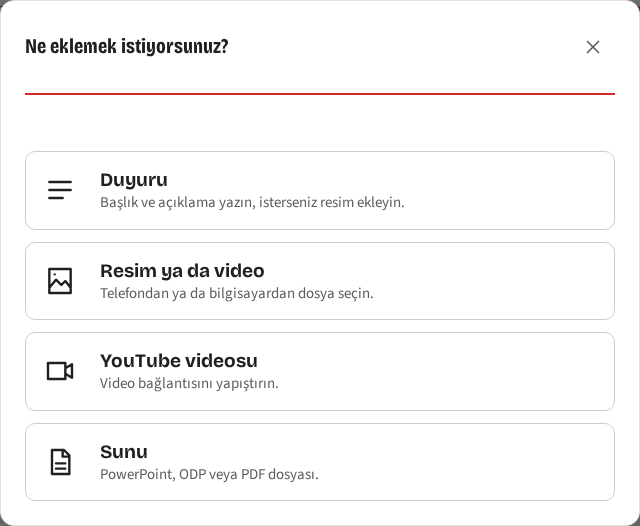 Ne eklemek istiyorsunuz?
Duyuru
Başlık ve açıklama yazın, isterseniz resim ekleyin.
Resim ya da video
Telefondan ya da bilgisayardan dosya seçin.
YouTube videosu
Video bağlantısını yapıştırın.
Sunu
PowerPoint, ODP veya PDF dosyası.